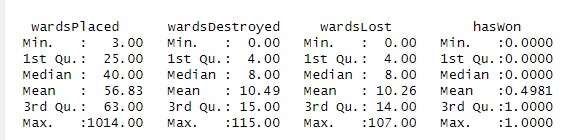 wardsPlaced wardsDestroyed wardsLost hasWon
Min. : 3.00 Min. : 0.00 Min. : 0.00 Min. :0.0000
1st Qu.: 25.00 1st Qu.: 4.00 1st Qu.: 4.00 1st Qu.:0.0000
Median : 40.00 Median : 8.00 Median : 8.00 Median :0.0000
Mean : 56.83 Mean : 10.49 Mean : 10.26 Mean :0.4981
3rd Qu.: 63.00 3rd Qu.: 15.00 3rd Qu.: 14.00 3rd Qu.:1.0000
Max. :1014.00 Max. :115.00 Max. :107.00 Max. :1.0000